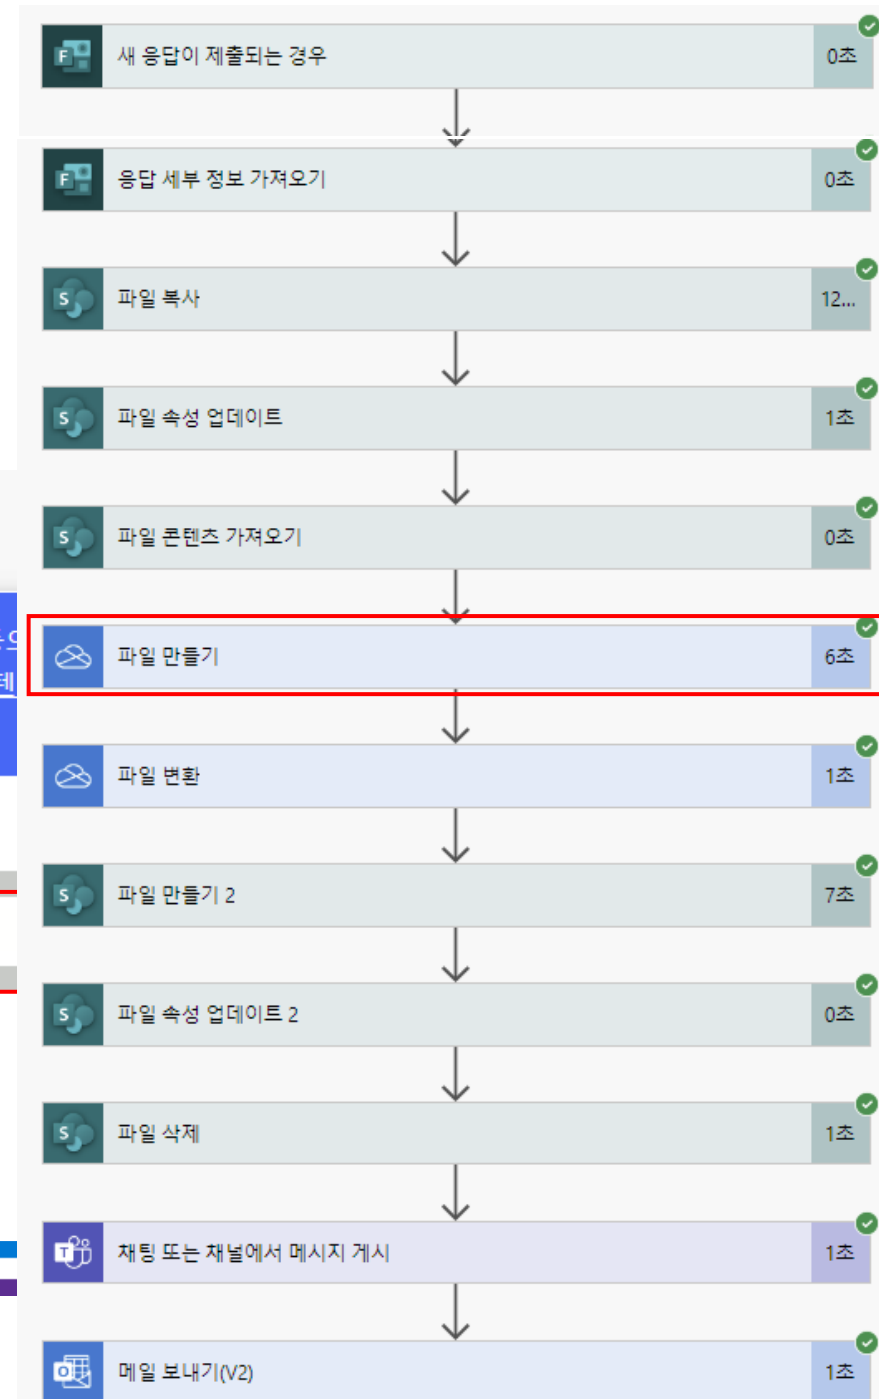 새 응답이 제출되는 경우 0초
응답 세부 정보 가져오기 0초
파일 복사 12...
파일 속성 업데이트 1초
파일 콘텐츠 가져오기 0초
파일 만들기 6초
파일 변환 1초
파일 만들기 2 7초
파일 속성 업데이트 2 0초
파일 삭제 1초
채팅 또는 채널에서 메시지 게시 1초
메일 보내기(V2) 1초